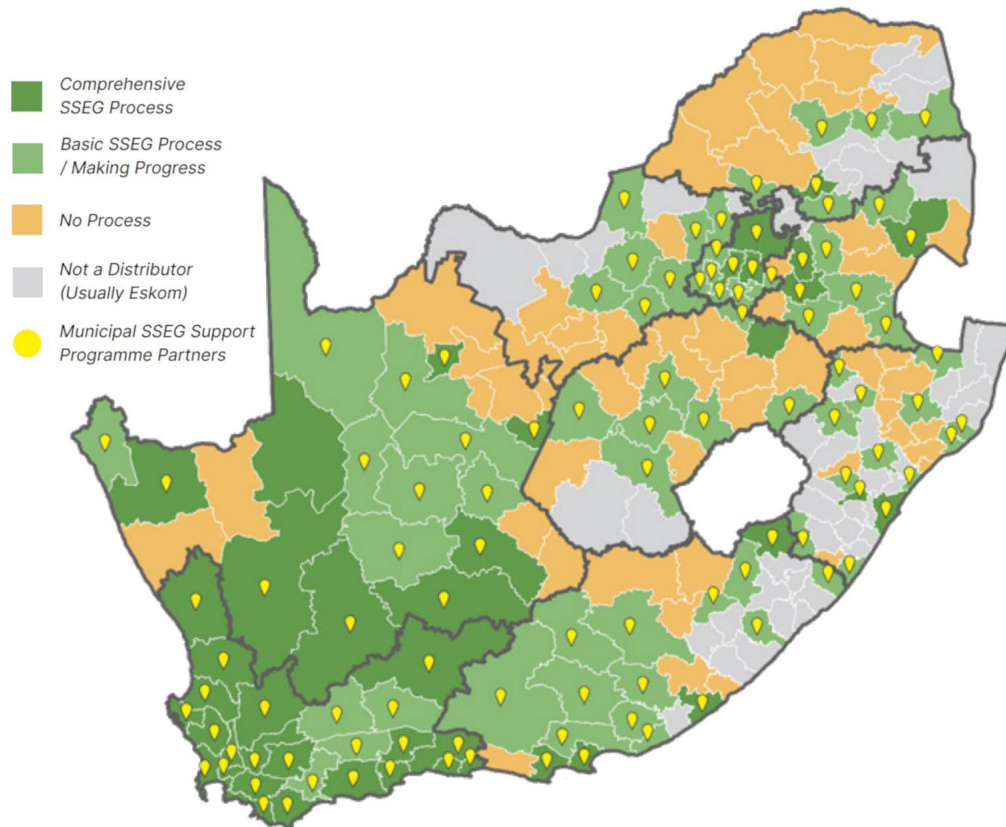 Comprehensive
SSEG Process
Basic SSEG Process
/ Making Progress
No Process
Not a Distributor
(Usually Eskom)
Municipal SSEG Support
Programme Partners